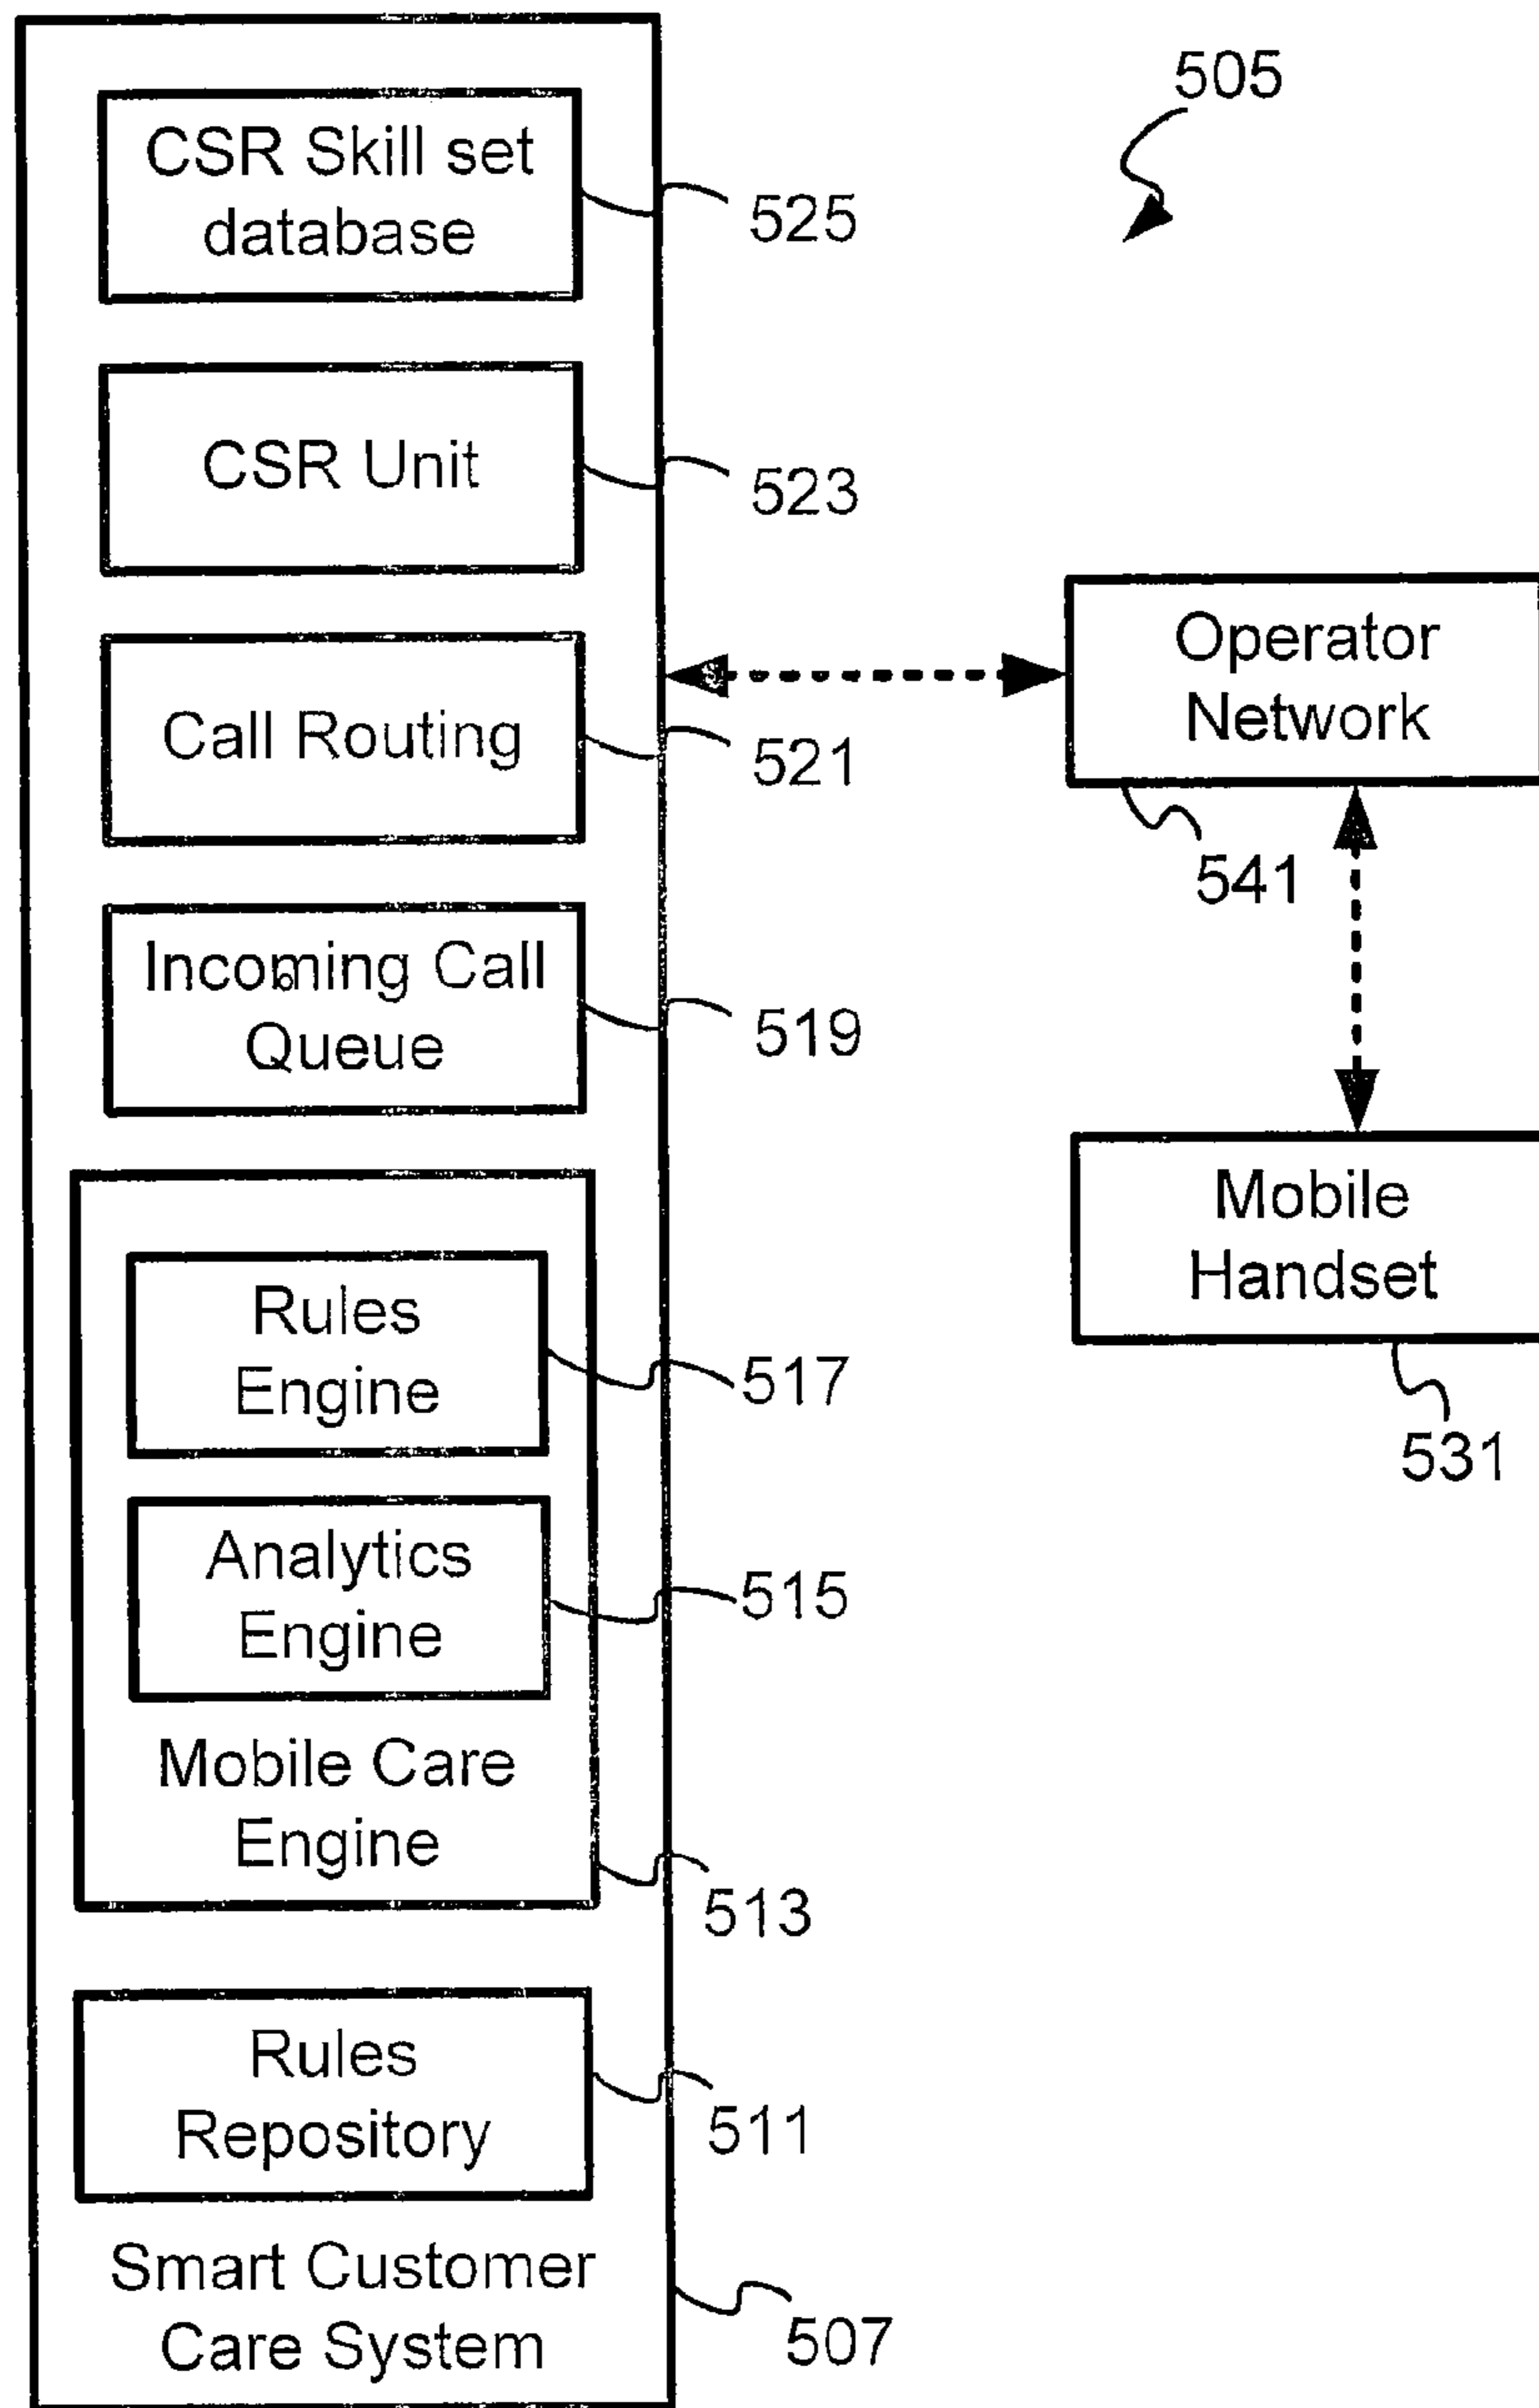 505
CSR Skill set
database
525
CSR Unit
523
Call Routing
521
Incoming Call
Queue
519
Rules
Engine
517
Analytics
Engine
515
Mobile Care
Engine
513
Rules
Repository
511
Smart Customer
Care System
507
Operator
Network
541
Mobile
Handset
531